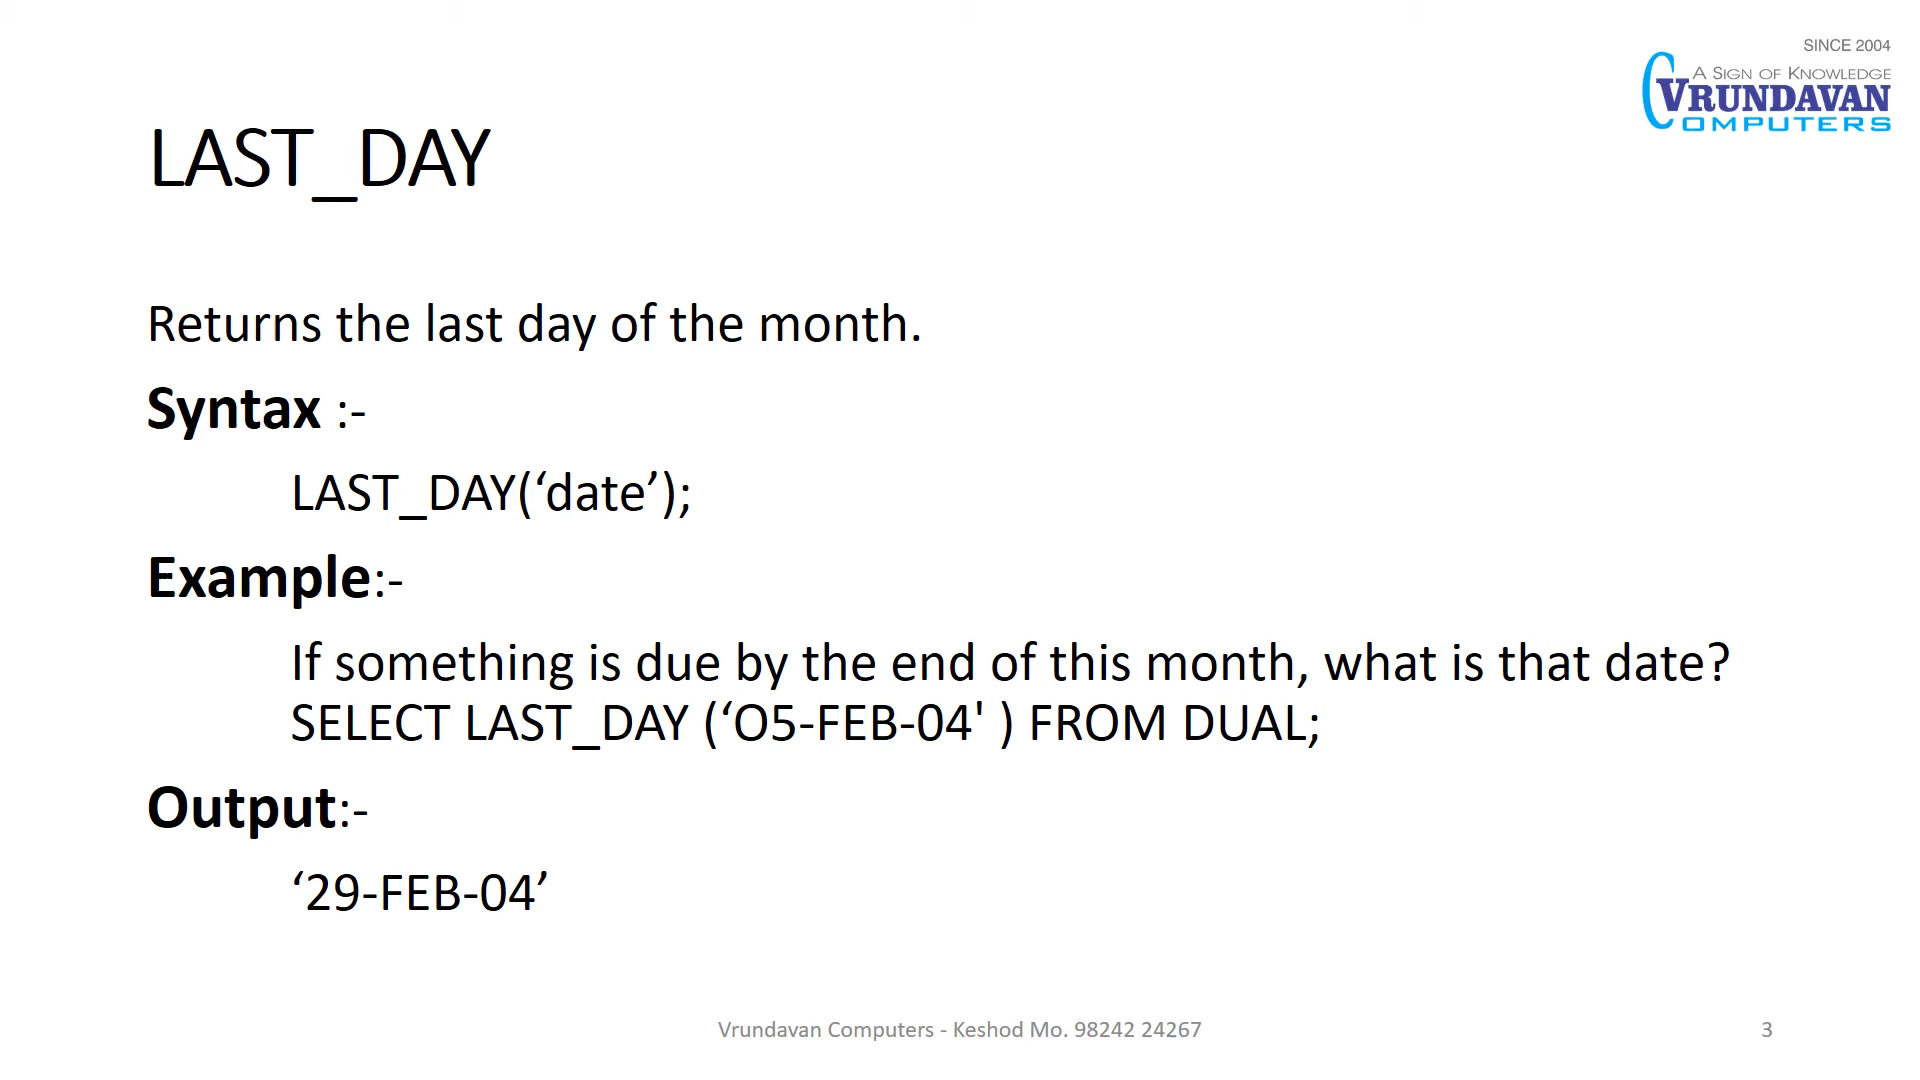 SINCE 2004
A SIGN OF KNOWLEDGE
VRUNDAVAN
COMPUTERS
LAST_DAY
Returns the last day of the month.
Syntax :-
LAST_DAY(‘date’);
Example:-
If something is due by the end of this month, what is that date?
SELECT LAST_DAY (‘O5-FEB-04' ) FROM DUAL;
Output:-
‘29-FEB-04’
Vrundavan Computers - Keshod Mo. 98242 24267
3